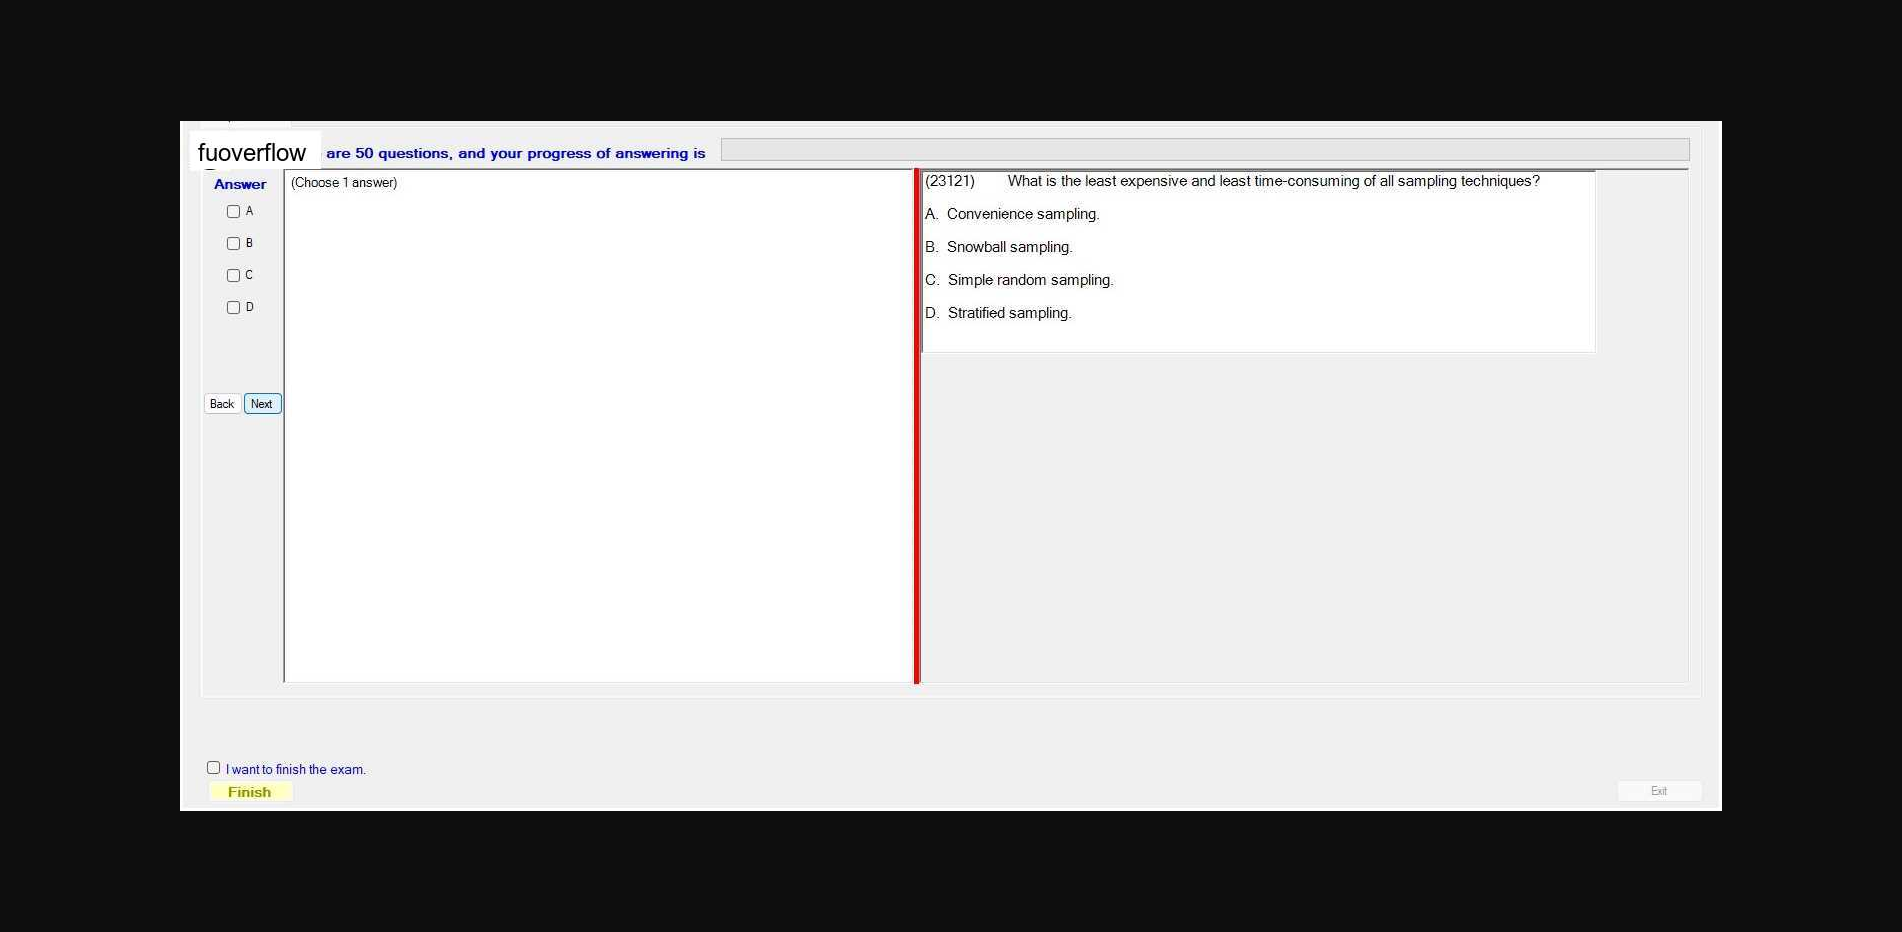 fuoverflow are 50 questions, and your progress of answering is
Answer
(Choose 1 answer)
A
B
C
D
Back Next
(23121) What is the least expensive and least time-consuming of all sampling techniques?
A. Convenience sampling.
B. Snowball sampling.
C. Simple random sampling.
D. Stratified sampling.
I want to finish the exam.
Finish
Exit